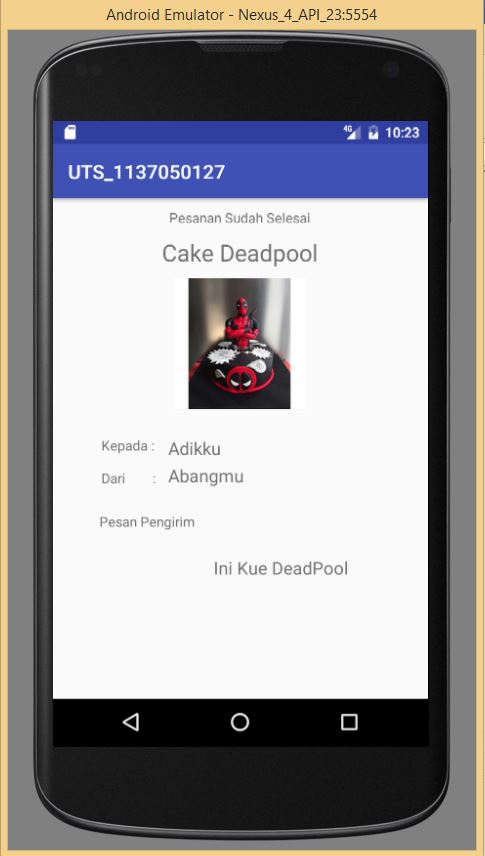 Android Emulator - Nexus_4_API_23:5554
4G 10:23
UTS_1137050127
Pesanan Sudah Selesai
Cake Deadpool
Kepada : Adikku
Dari : Abangmu
Pesan Pengirim
Ini Kue DeadPool